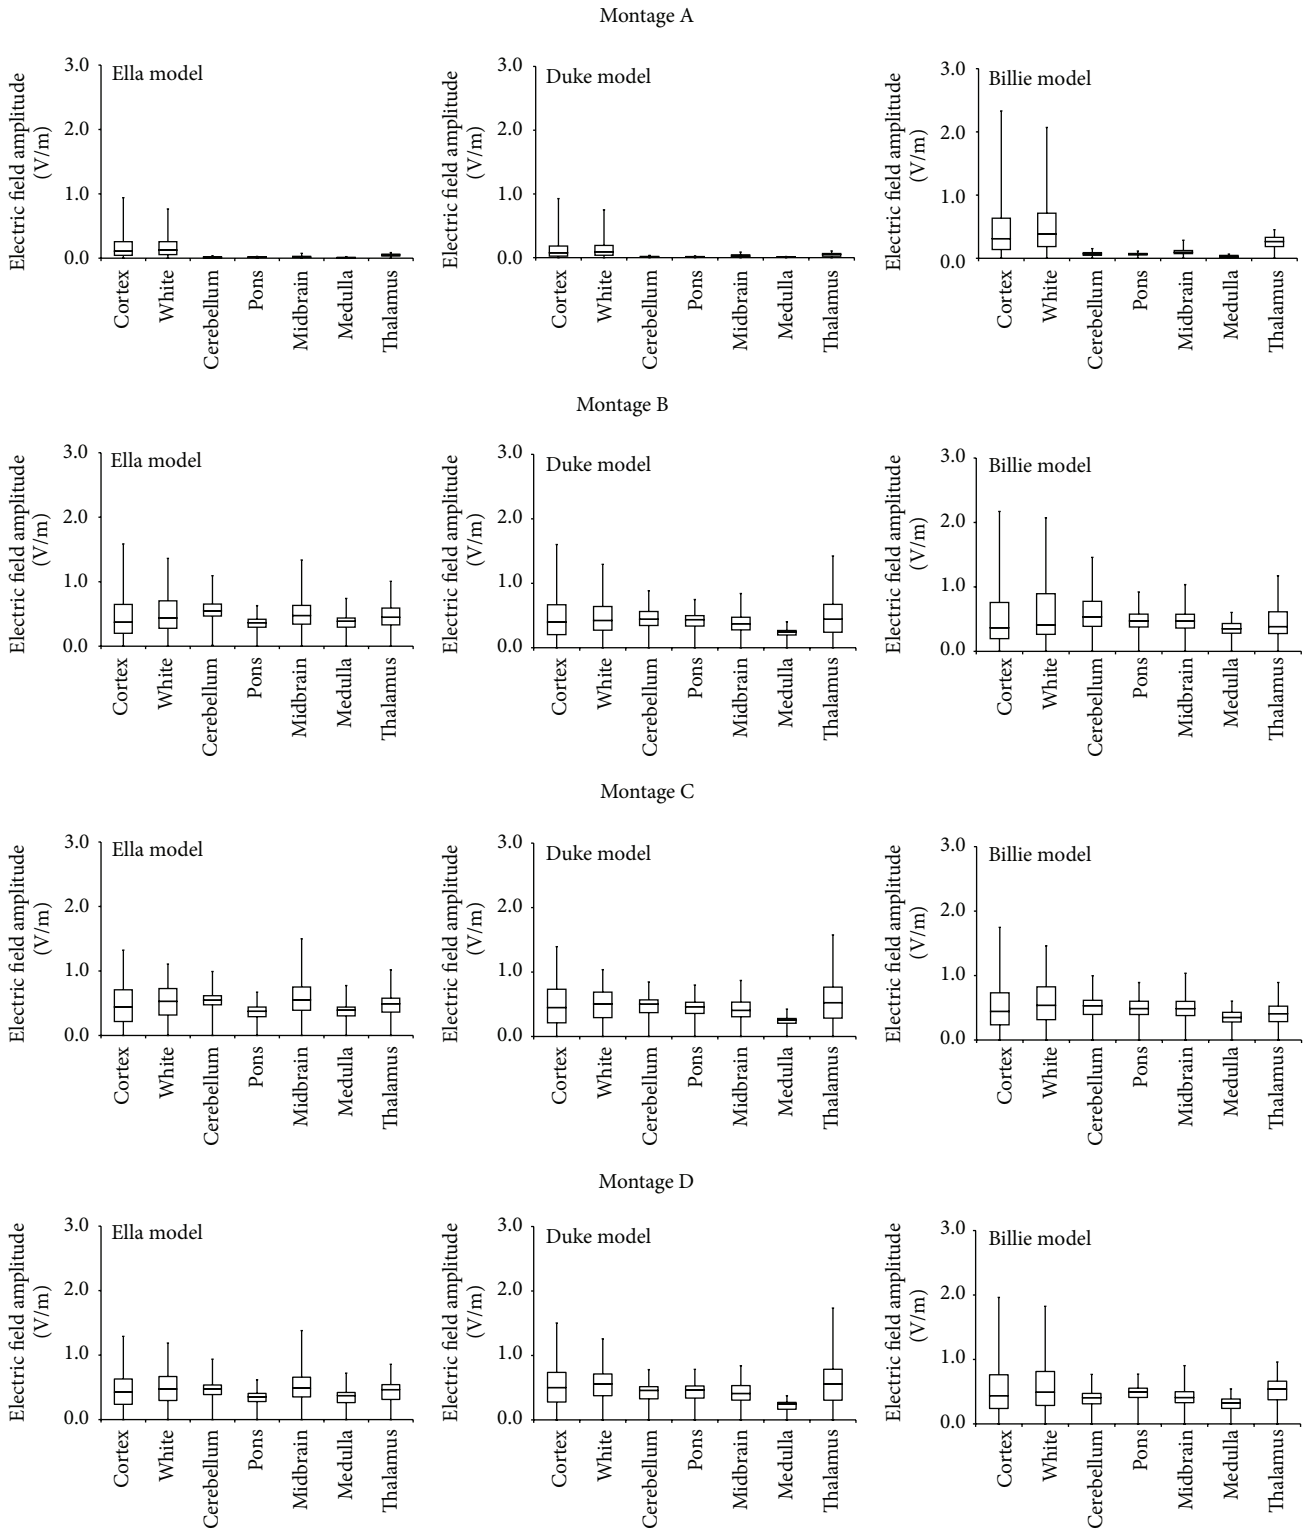 Montage A
Electric field amplitude
(V/m)
3.0
2.0
1.0
0.0
Ella model
Cortex
White
Cerebellum
Pons
Midbrain
Medulla
Thalamus
Electric field amplitude
(V/m)
3.0
2.0
1.0
0.0
Duke model
Cortex
White
Cerebellum
Pons
Midbrain
Medulla
Thalamus
Electric field amplitude
(V/m)
3.0
2.0
1.0
0.0
Billie model
Cortex
White
Cerebellum
Pons
Midbrain
Medulla
Thalamus
Montage B
Electric field amplitude
(V/m)
3.0
2.0
1.0
0.0
Ella model
Cortex
White
Cerebellum
Pons
Midbrain
Medulla
Thalamus
Electric field amplitude
(V/m)
3.0
2.0
1.0
0.0
Duke model
Cortex
White
Cerebellum
Pons
Midbrain
Medulla
Thalamus
Electric field amplitude
(V/m)
3.0
2.0
1.0
0.0
Billie model
Cortex
White
Cerebellum
Pons
Midbrain
Medulla
Thalamus
Montage C
Electric field amplitude
(V/m)
3.0
2.0
1.0
0.0
Ella model
Cortex
White
Cerebellum
Pons
Midbrain
Medulla
Thalamus
Electric field amplitude
(V/m)
3.0
2.0
1.0
0.0
Duke model
Cortex
White
Cerebellum
Pons
Midbrain
Medulla
Thalamus
Electric field amplitude
(V/m)
3.0
2.0
1.0
0.0
Billie model
Cortex
White
Cerebellum
Pons
Midbrain
Medulla
Thalamus
Montage D
Electric field amplitude
(V/m)
3.0
2.0
1.0
0.0
Ella model
Cortex
White
Cerebellum
Pons
Midbrain
Medulla
Thalamus
Electric field amplitude
(V/m)
3.0
2.0
1.0
0.0
Duke model
Cortex
White
Cerebellum
Pons
Midbrain
Medulla
Thalamus
Electric field amplitude
(V/m)
3.0
2.0
1.0
0.0
Billie model
Cortex
White
Cerebellum
Pons
Midbrain
Medulla
Thalamus